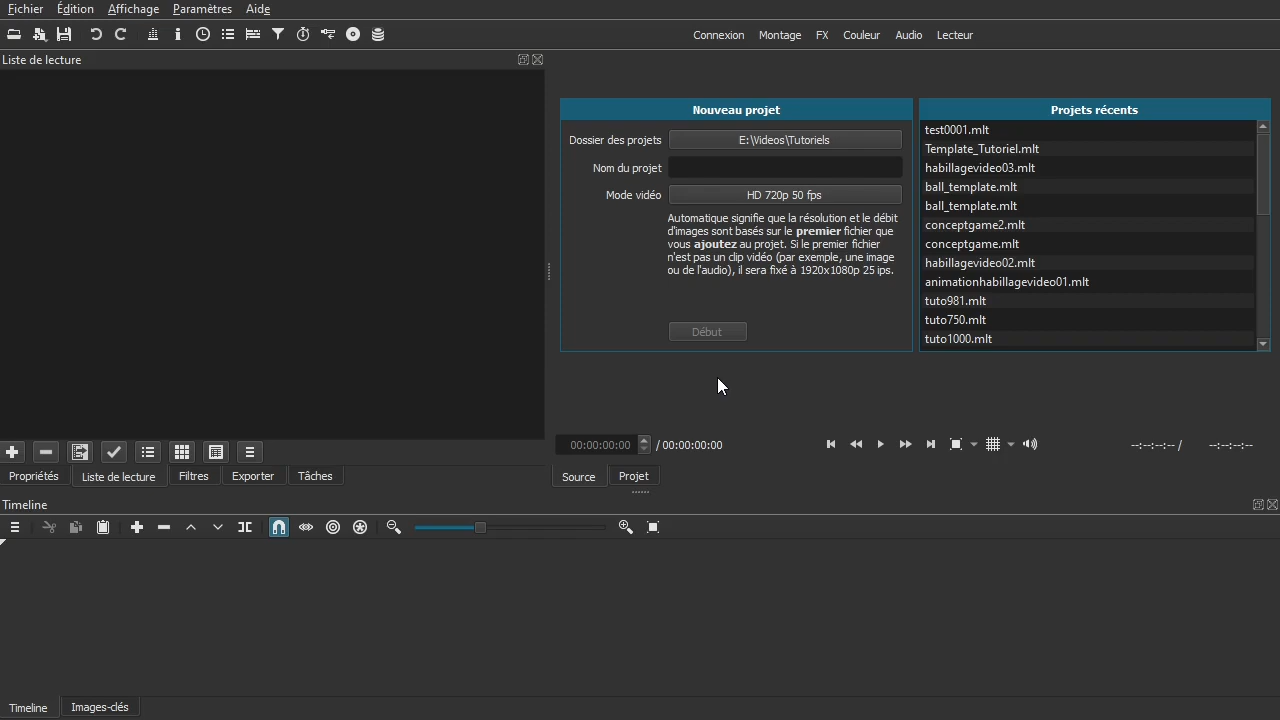 Fichier Édition Affichage Paramètres Aide
Connexion Montage FX Couleur Audio Lecteur
Liste de lecture
Nouveau projet
Dossier des projets E:\Videos\Tutoriels
Nom du projet
Mode vidéo HD 720p 50 fps
Automatique signifie que la résolution et le débit
d'images sont basés sur le premier fichier que
vous ajoutez au projet. Si le premier fichier
n'est pas un clip vidéo (par exemple, une image
ou de l'audio), il sera fixé à 1920x1080p 25 ips.
Début
Projets récents
test0001.mlt
Template_Tutoriel.mlt
habillagevideo03.mlt
ball_template.mlt
ball_template.mlt
conceptgame2.mlt
conceptgame.mlt
habillagevideo02.mlt
animationhabillagevideo01.mlt
tuto981.mlt
tuto750.mlt
tuto1000.mlt
00:00:00:00 / 00:00:00:00 --:--:--:-- / --:--:--:--
Propriétés Liste de lecture Filtres Exporter Tâches
Source Projet
Timeline
Timeline Images-clés